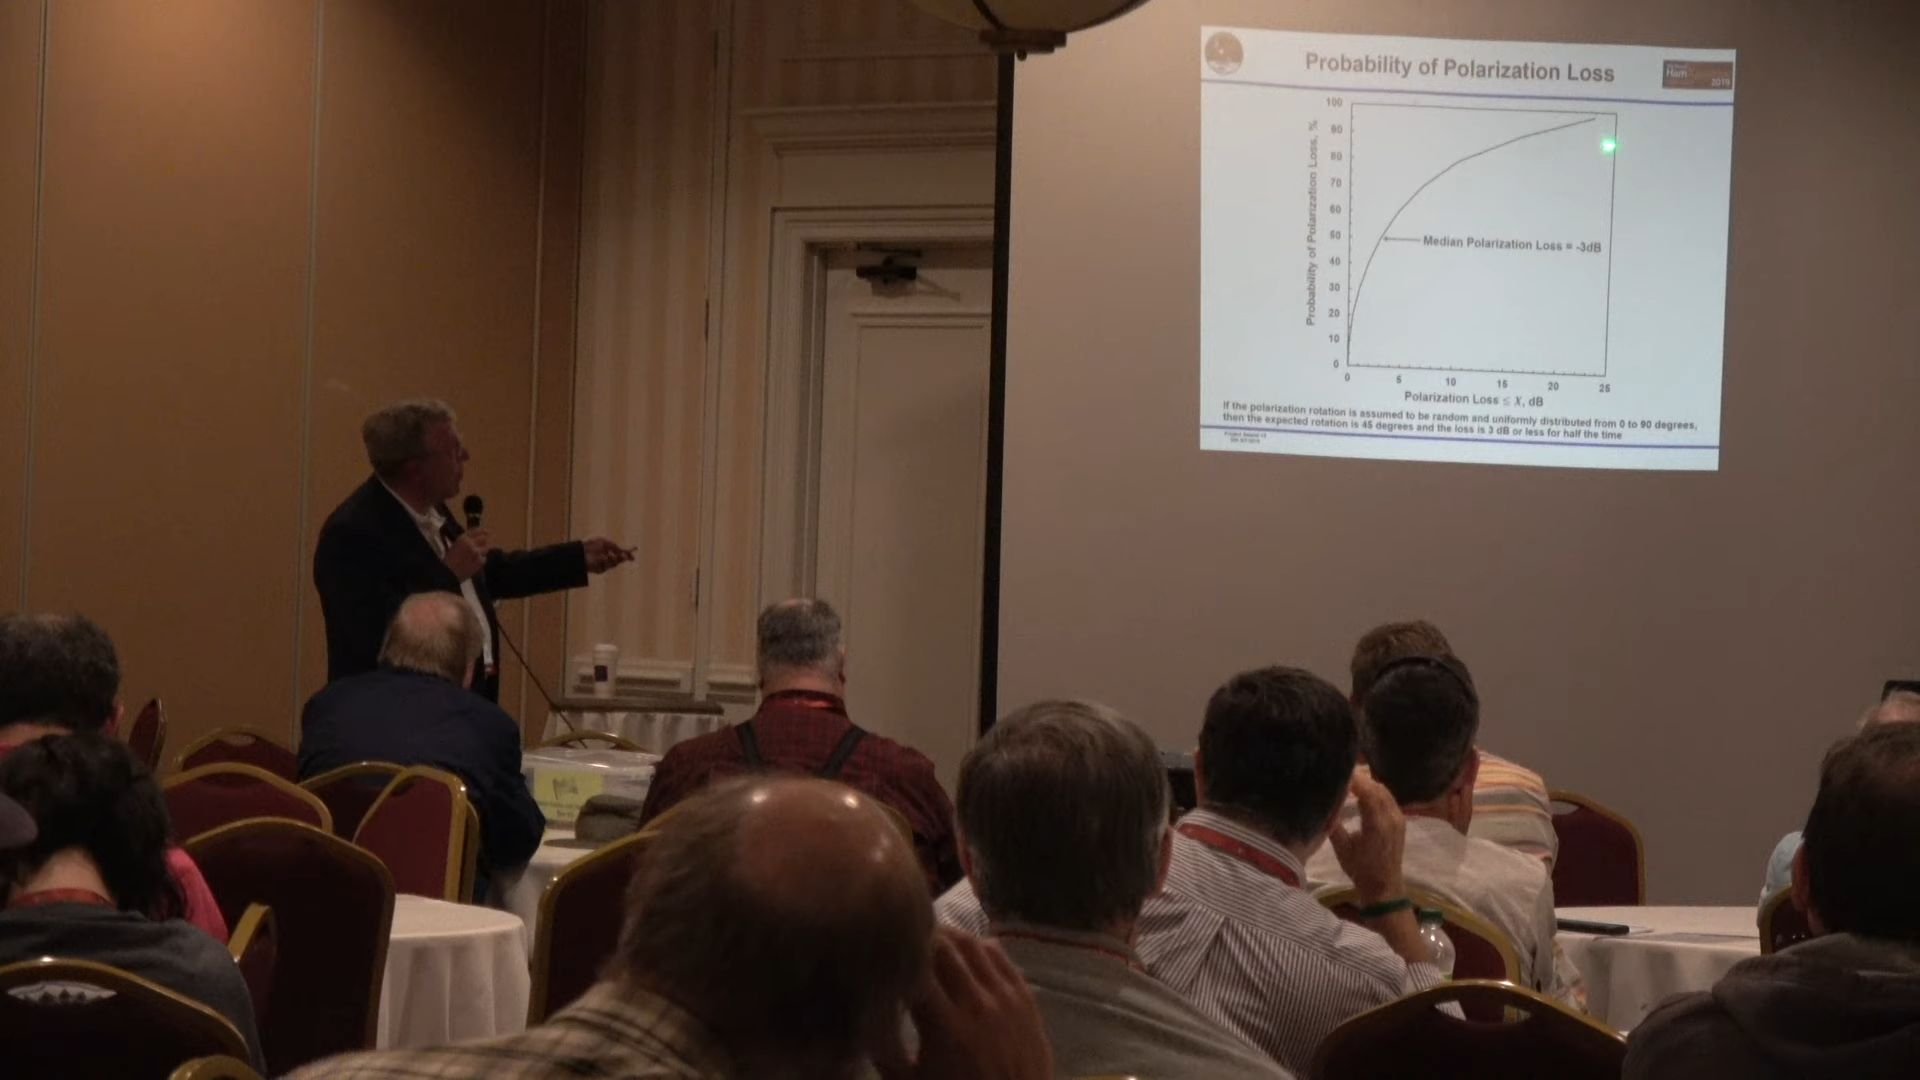 Probability of Polarization Loss
Ham
2019
Probability of Polarization Loss, %
100
90
80
70
60
50
40
30
20
10
0
Median Polarization Loss = -3dB
0 5 10 15 20 25
Polarization Loss ≤ X, dB
If the polarization rotation is assumed to be random and uniformly distributed from 0 to 90 degrees,
then the expected rotation is 45 degrees and the loss is 3 dB or less for half the time